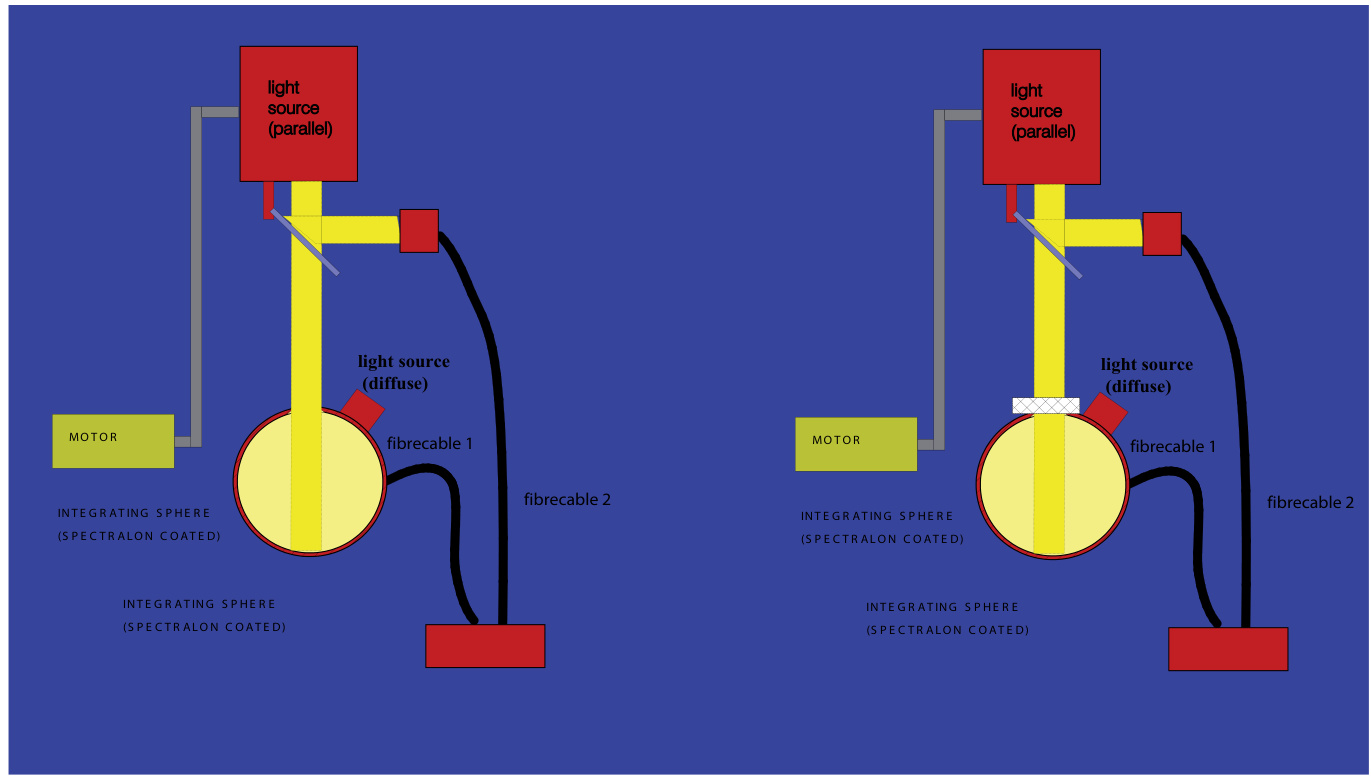 light
source
(parallel)
light source
(diffuse)
fibrecable 1
MOTOR
fibrecable 2
INTEGRATING SPHERE
(SPECTRALON COATED)
INTEGRATING SPHERE
(SPECTRALON COATED)
light
source
(parallel)
light source
(diffuse)
fibrecable 1
MOTOR
fibrecable 2
INTEGRATING SPHERE
(SPECTRALON COATED)
INTEGRATING SPHERE
(SPECTRALON COATED)